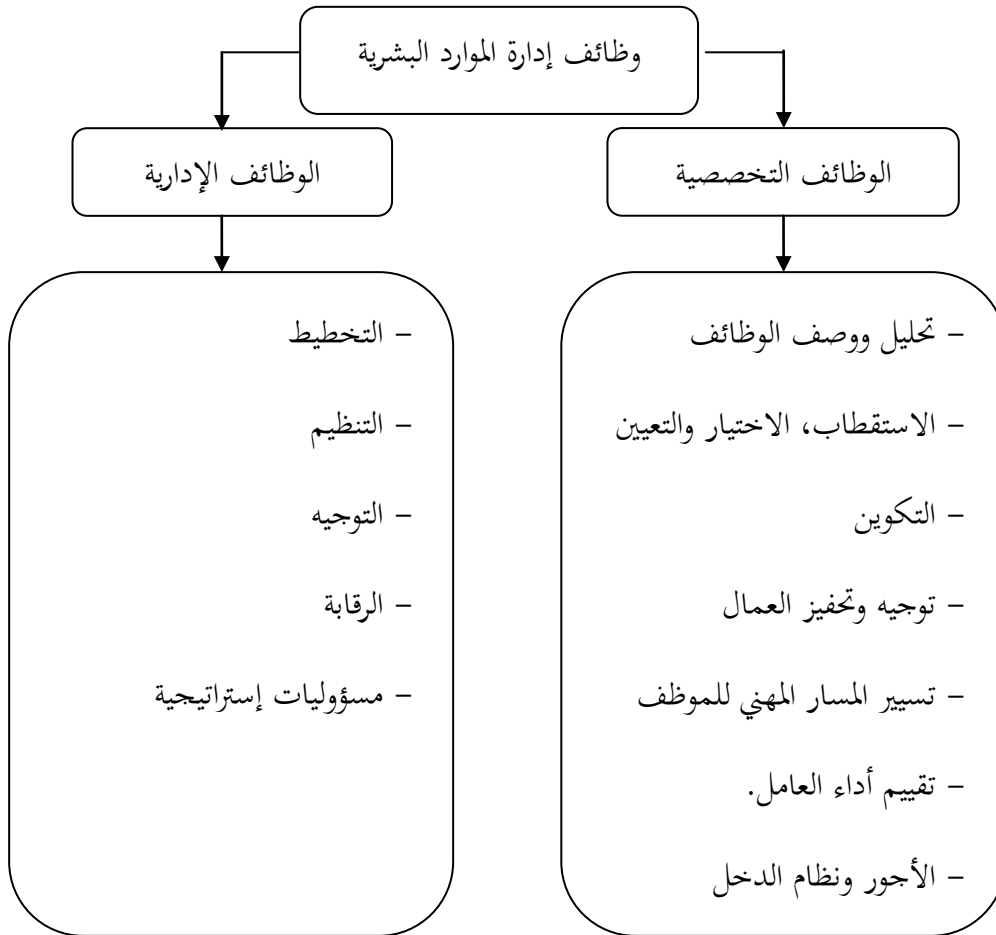 وظائف إدارة الموارد البشرية
الوظائف التخصصية
الوظائف الإدارية
– تحليل ووصف الوظائف
– الاستقطاب، الاختيار والتعيين
– التكوين
– توجيه وتحفيز العمال
– تسيير المسار المهني للموظف
– تقييم أداء العامل.
– الأجور ونظام الدخل
– التخطيط
– التنظيم
– التوجيه
– الرقابة
– مسؤوليات إستراتيجية